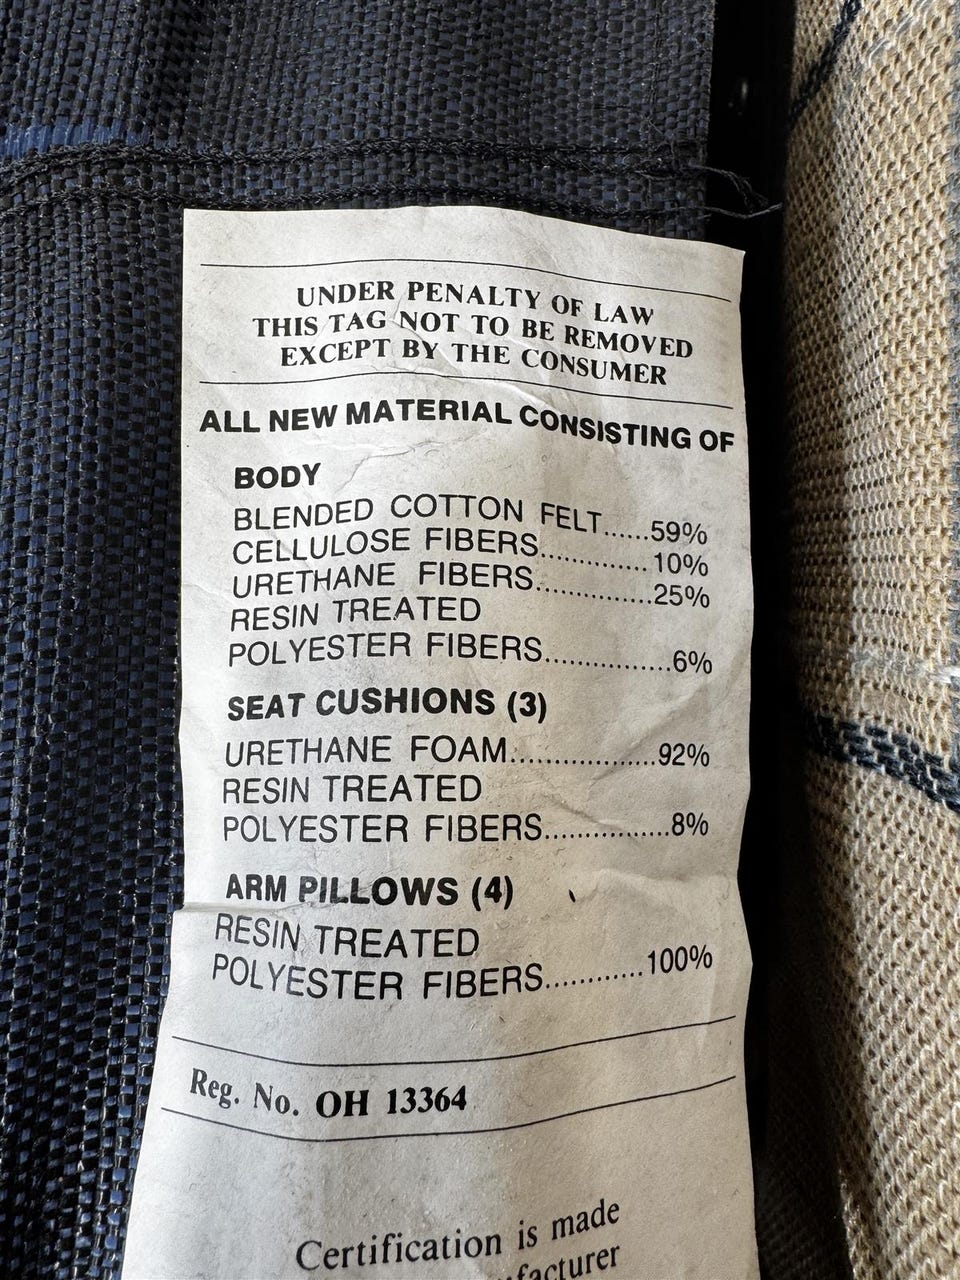 UNDER PENALTY OF LAW
THIS TAG NOT TO BE REMOVED
EXCEPT BY THE CONSUMER
ALL NEW MATERIAL CONSISTING OF
BODY
BLENDED COTTON FELT......59%
CELLULOSE FIBERS..............10%
URETHANE FIBERS...............25%
RESIN TREATED
POLYESTER FIBERS................6%
SEAT CUSHIONS (3)
URETHANE FOAM..................92%
RESIN TREATED
POLYESTER FIBERS................8%
ARM PILLOWS (4)
RESIN TREATED
POLYESTER FIBERS...........100%
Reg. No. OH 13364
Certification is made